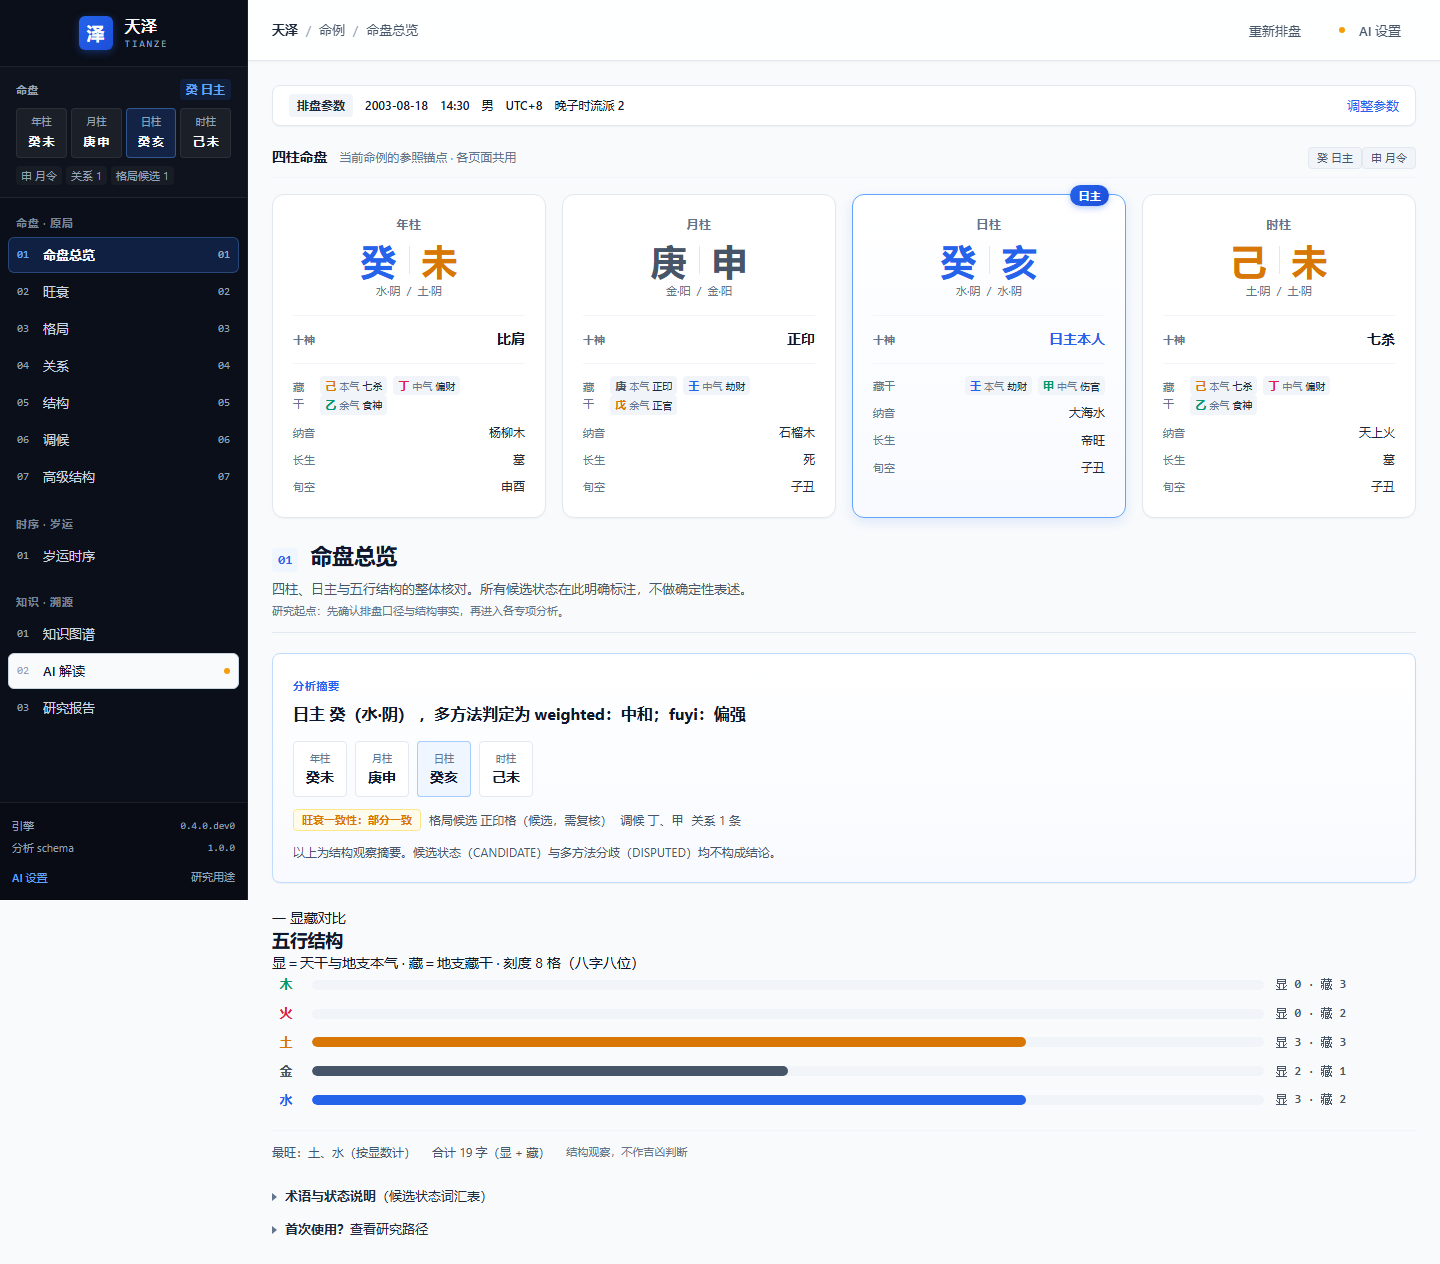 泽 天泽
TIANZE
命盘 癸 日主
年柱 月柱 日柱 时柱
癸未 庚申 癸亥 己未
申 月令 关系 1 格局候选 1
命盘 · 原局
01 命盘总览 01
02 旺衰 02
03 格局 03
04 关系 04
05 结构 05
06 调候 06
07 高级结构 07
时序 · 岁运
01 岁运时序
知识 · 溯源
01 知识图谱
02 AI 解读
03 研究报告
引擎 0.4.0.dev0
分析 schema 1.0.0
AI 设置 研究用途
天泽 / 命例 / 命盘总览 重新排盘 AI 设置
排盘参数 2003-08-18 14:30 男 UTC+8 晚子时流派 2 调整参数
四柱命盘 当前命例的参照锚点 · 各页面共用 癸 日主 申 月令
年柱
癸 未
水·阴 / 土·阴
十神 比肩
藏干 己 本气 七杀 丁 中气 偏财
乙 余气 食神
纳音 杨柳木
长生 墓
旬空 申酉
月柱
庚 申
金·阳 / 金·阳
十神 正印
藏干 庚 本气 正印 壬 中气 劫财
戊 余气 正官
纳音 石榴木
长生 死
旬空 子丑
日主
日柱
癸 亥
水·阴 / 水·阴
十神 日主本人
藏干 壬 本气 劫财 甲 中气 伤官
纳音 大海水
长生 帝旺
旬空 子丑
时柱
己 未
土·阴 / 土·阴
十神 七杀
藏干 己 本气 七杀 丁 中气 偏财
乙 余气 食神
纳音 天上火
长生 墓
旬空 子丑
01 命盘总览
四柱、日主与五行结构的整体核对。所有候选状态在此明确标注，不做确定性表述。
研究起点：先确认排盘口径与结构事实，再进入各专项分析。
分析摘要
日主 癸（水·阴），多方法判定为 weighted：中和；fuyi：偏强
年柱 月柱 日柱 时柱
癸未 庚申 癸亥 己未
旺衰一致性：部分一致 格局候选 正印格（候选，需复核） 调候 丁、甲 关系 1 条
以上为结构观察摘要。候选状态（CANDIDATE）与多方法分歧（DISPUTED）均不构成结论。
一 显藏对比
五行结构
显 = 天干与地支本气 · 藏 = 地支藏干 · 刻度 8 格（八字八位）
木 显 0 · 藏 3
火 显 0 · 藏 2
土 显 3 · 藏 3
金 显 2 · 藏 1
水 显 3 · 藏 2
最旺：土、水（按显数计） 合计 19 字（显 + 藏） 结构观察，不作吉凶判断
术语与状态说明（候选状态词汇表）
首次使用？查看研究路径